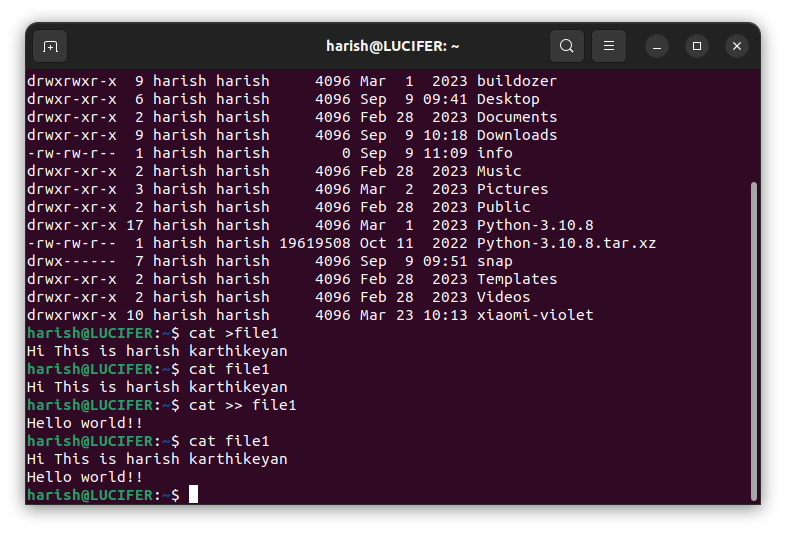 harish@LUCIFER: ~
drwxrwxr-x  9 harish harish     4096 Mar  1  2023 buildozer
drwxr-xr-x  6 harish harish     4096 Sep  9 09:41 Desktop
drwxr-xr-x  2 harish harish     4096 Feb 28  2023 Documents
drwxr-xr-x  9 harish harish     4096 Sep  9 10:18 Downloads
-rw-rw-r--  1 harish harish        0 Sep  9 11:09 info
drwxr-xr-x  2 harish harish     4096 Feb 28  2023 Music
drwxr-xr-x  3 harish harish     4096 Mar  2  2023 Pictures
drwxr-xr-x  2 harish harish     4096 Feb 28  2023 Public
drwxr-xr-x 17 harish harish     4096 Mar  1  2023 Python-3.10.8
-rw-rw-r--  1 harish harish 19619508 Oct 11  2022 Python-3.10.8.tar.xz
drwx------  7 harish harish     4096 Sep  9 09:51 snap
drwxr-xr-x  2 harish harish     4096 Feb 28  2023 Templates
drwxr-xr-x  2 harish harish     4096 Feb 28  2023 Videos
drwxrwxr-x 10 harish harish     4096 Mar 23 10:13 xiaomi-violet
harish@LUCIFER:~$ cat >file1
Hi This is harish karthikeyan
harish@LUCIFER:~$ cat file1
Hi This is harish karthikeyan
harish@LUCIFER:~$ cat >> file1
Hello world!!
harish@LUCIFER:~$ cat file1
Hi This is harish karthikeyan
Hello world!!
harish@LUCIFER:~$